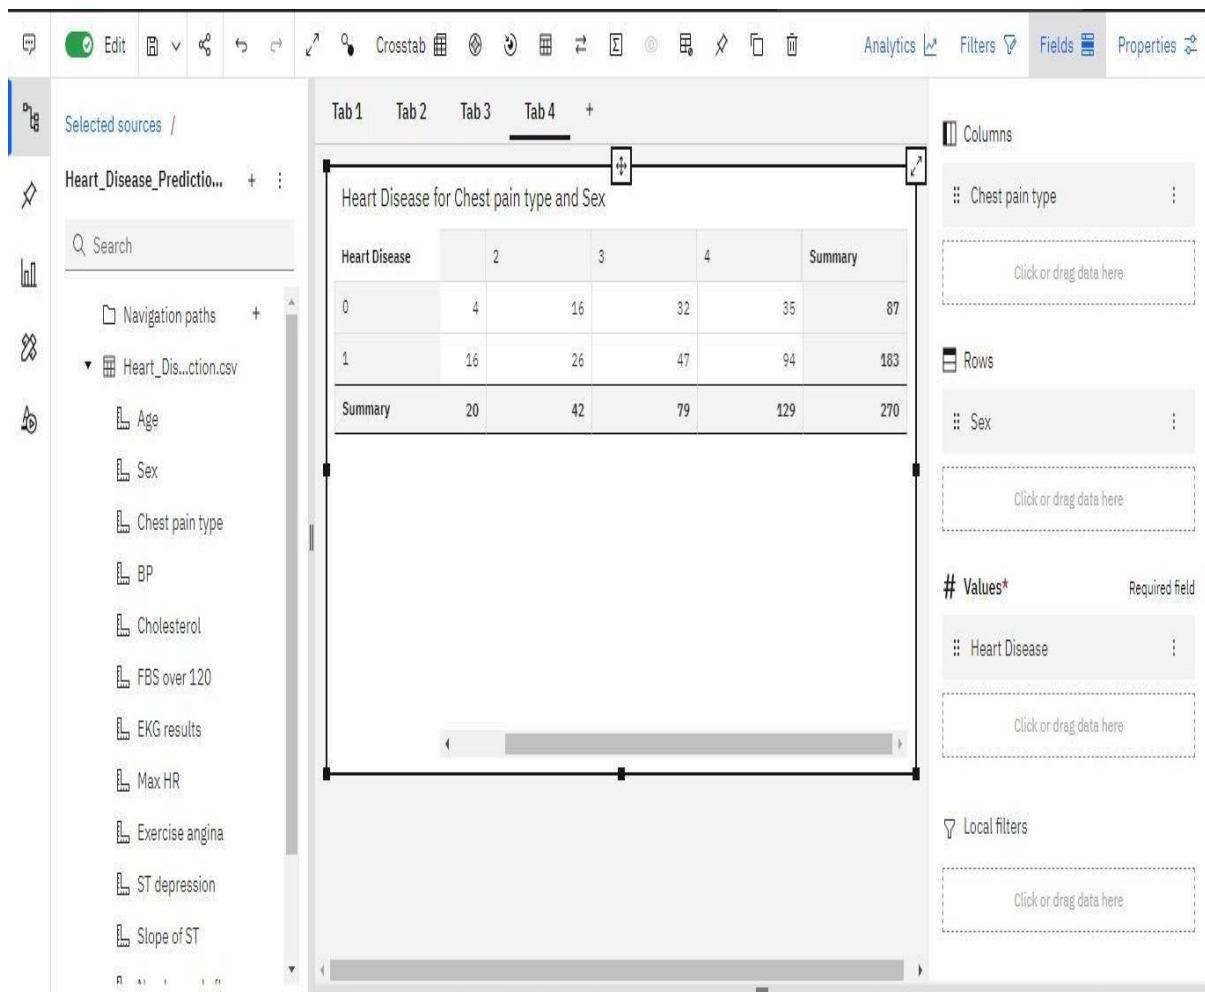 Edit
Crosstab
Analytics
Filters
Fields
Properties
Selected sources /
Heart_Disease_Predictio...
Search
Navigation paths
Heart_Dis...ction.csv
Age
Sex
Chest pain type
BP
Cholesterol
FBS over 120
EKG results
Max HR
Exercise angina
ST depression
Slope of ST
Tab 1 Tab 2 Tab 3 Tab 4 +
Heart Disease for Chest pain type and Sex
Heart Disease 2 3 4 Summary
0 4 16 32 35 87
1 16 26 47 94 183
Summary 20 42 79 129 270
Columns
Chest pain type
Click or drag data here
Rows
Sex
Click or drag data here
# Values* Required field
Heart Disease
Click or drag data here
Local filters
Click or drag data here